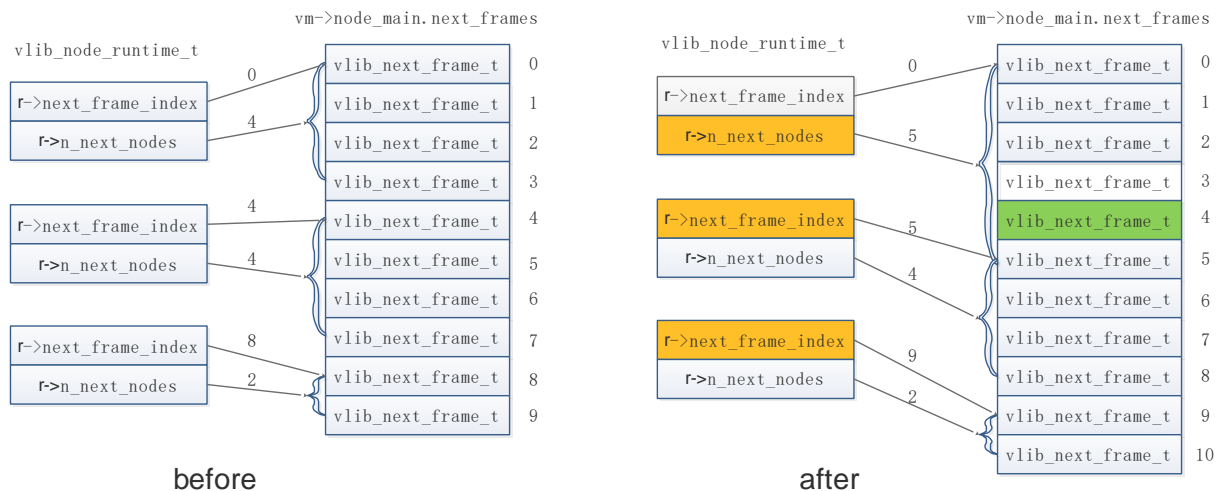 vm->node_main.next_frames
vlib_node_runtime_t
r->next_frame_index
r->n_next_nodes
0
4
r->next_frame_index
r->n_next_nodes
4
4
r->next_frame_index
r->n_next_nodes
8
2
vlib_next_frame_t 0
vlib_next_frame_t 1
vlib_next_frame_t 2
vlib_next_frame_t 3
vlib_next_frame_t 4
vlib_next_frame_t 5
vlib_next_frame_t 6
vlib_next_frame_t 7
vlib_next_frame_t 8
vlib_next_frame_t 9
before
vm->node_main.next_frames
vlib_node_runtime_t
r->next_frame_index
r->n_next_nodes
0
5
r->next_frame_index
r->n_next_nodes
5
4
r->next_frame_index
r->n_next_nodes
9
2
vlib_next_frame_t 0
vlib_next_frame_t 1
vlib_next_frame_t 2
vlib_next_frame_t 3
vlib_next_frame_t 4
vlib_next_frame_t 5
vlib_next_frame_t 6
vlib_next_frame_t 7
vlib_next_frame_t 8
vlib_next_frame_t 9
vlib_next_frame_t 10
after